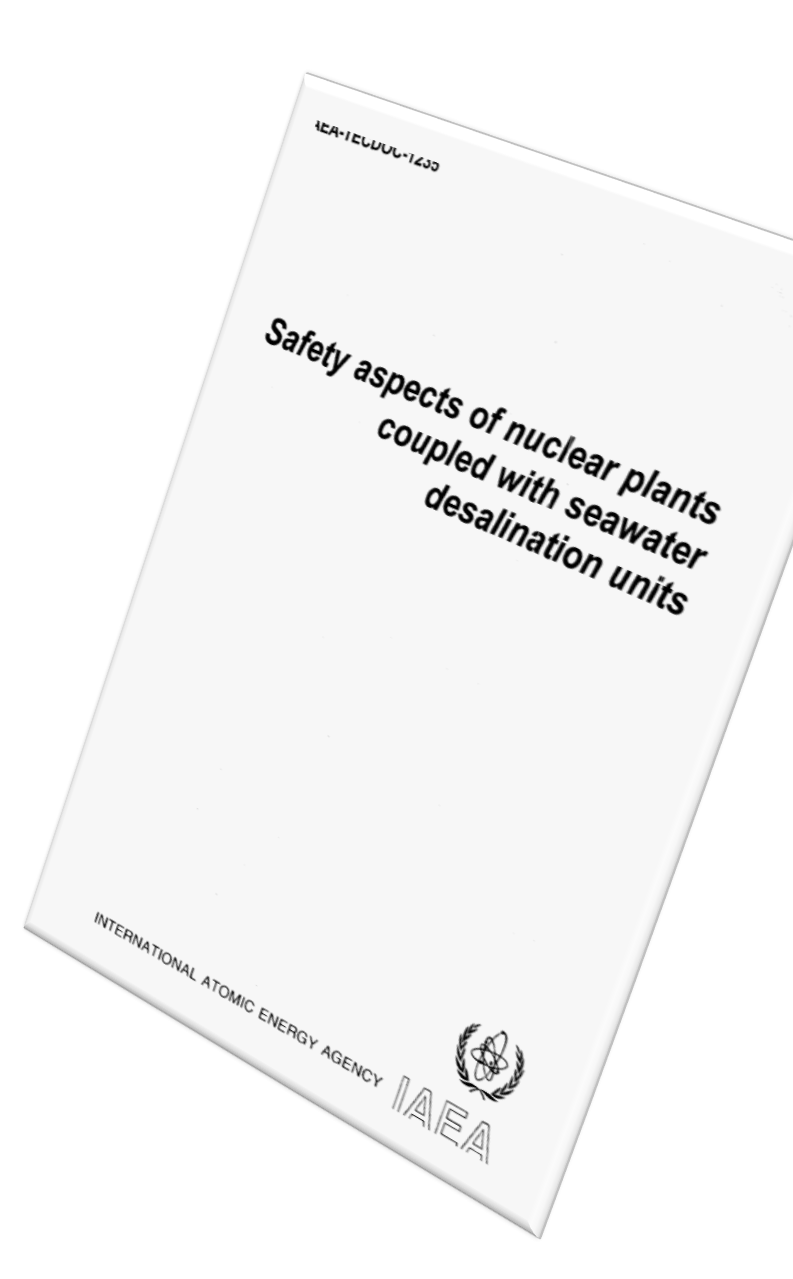 Safety aspects of nuclear plants
coupled with seawater
desalination units
INTERNATIONAL ATOMIC ENERGY AGENCY
IAEA